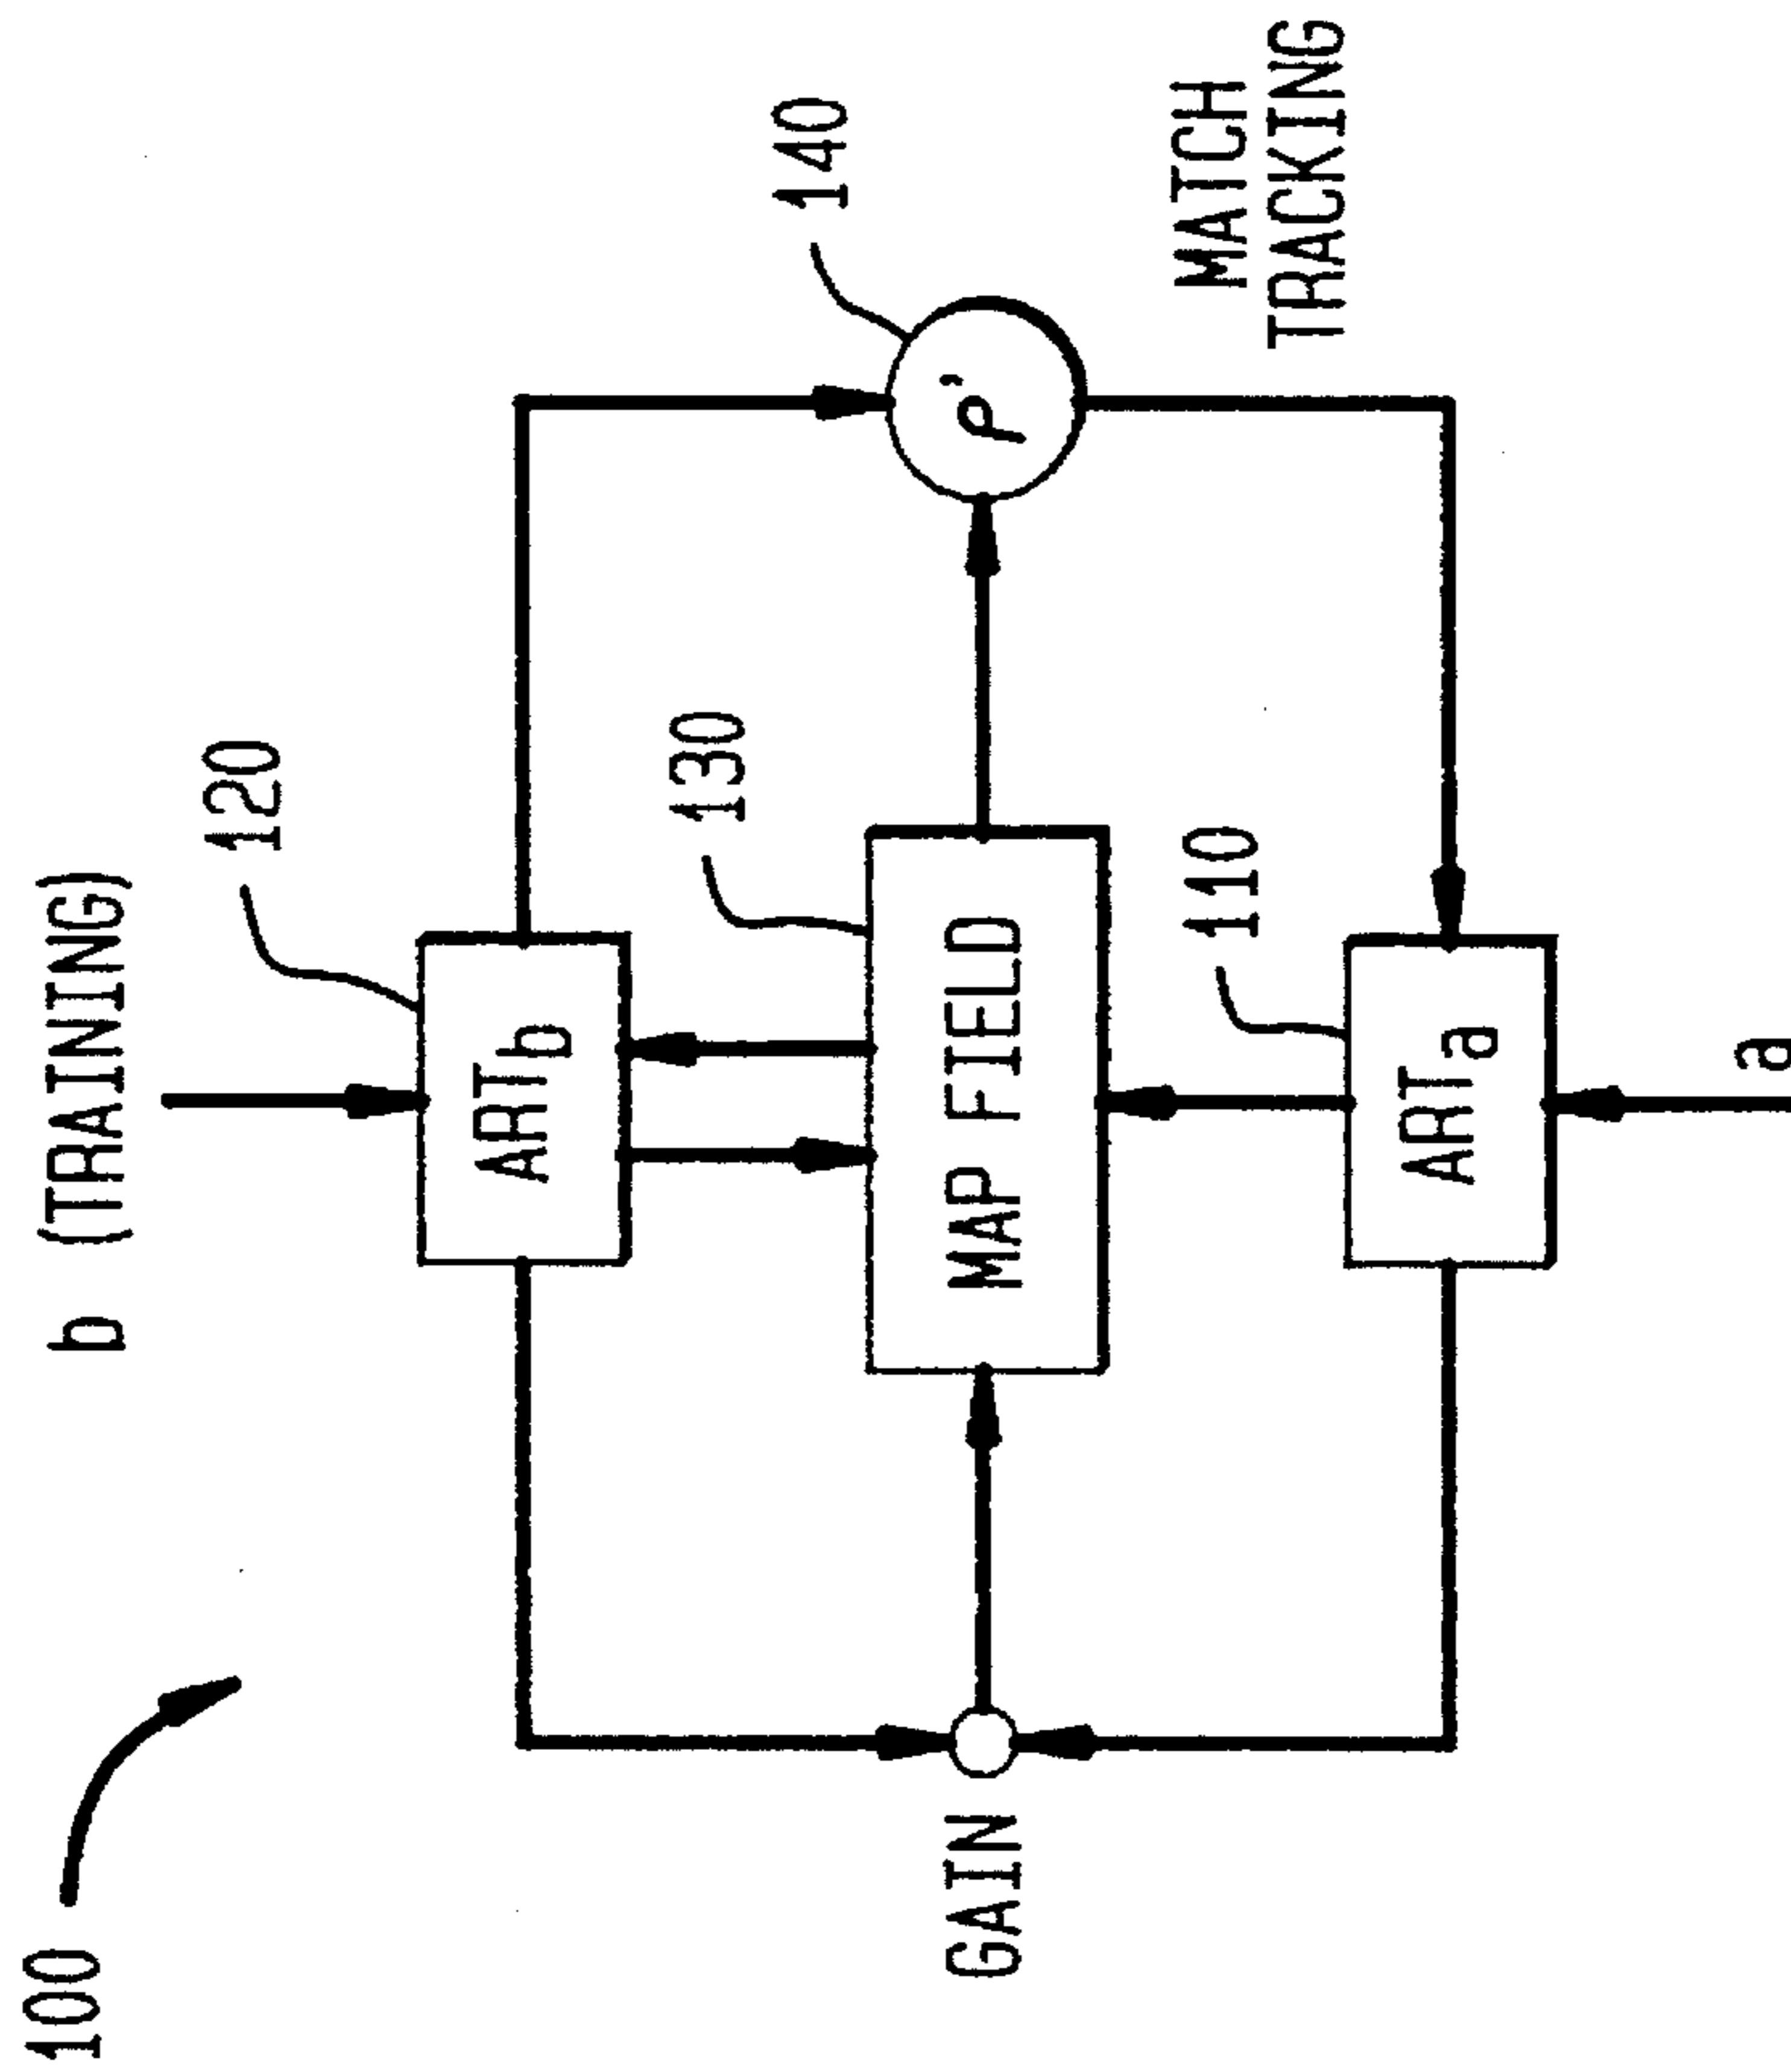 100
b (TRAINING)
120
ARTb
130
MAP FIELD
GAIN
140
ρ'
MATCH
TRACKING
110
ARTa
a